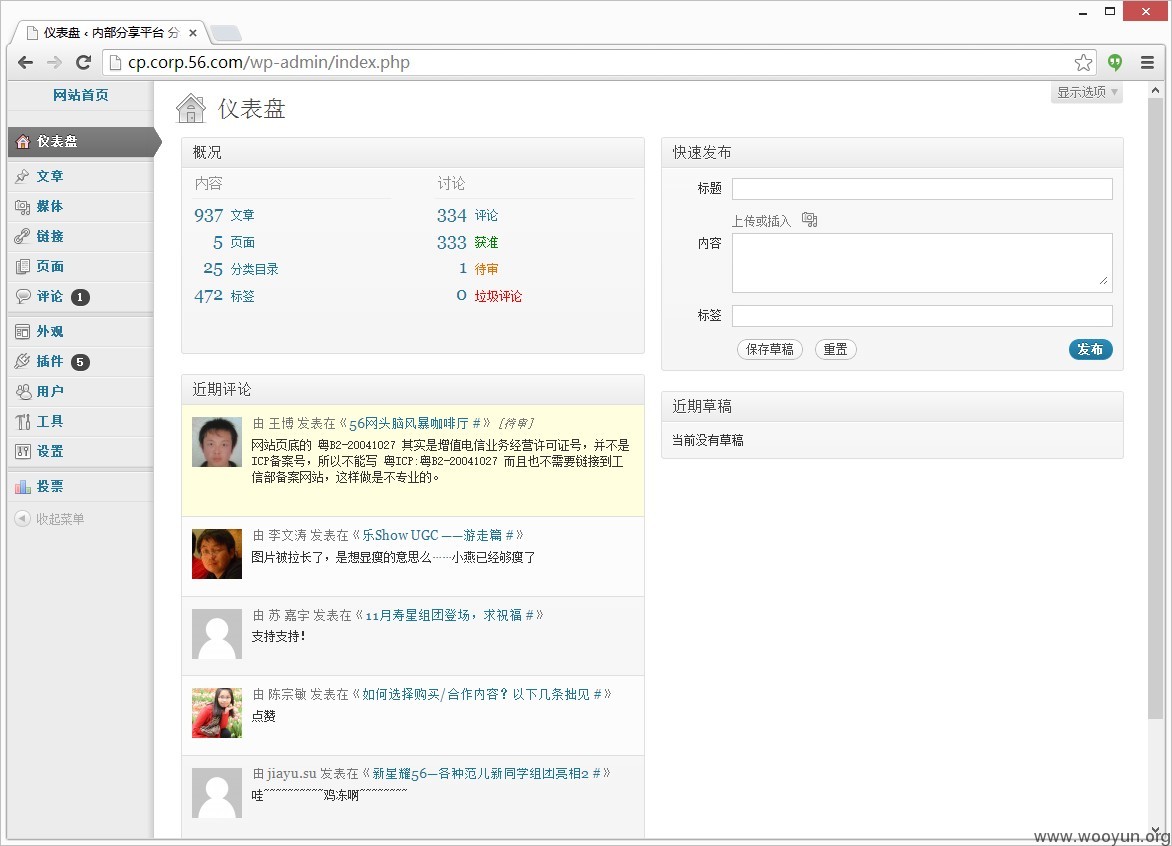 仪表盘 ‹ 内部分享平台 分
cp.corp.56.com/wp-admin/index.php
网站首页
仪表盘
文章
媒体
链接
页面
评论 1
外观
插件 5
用户
工具
设置
投票
收起菜单
显示选项
仪表盘
概况
内容
讨论
937 文章
334 评论
5 页面
333 获准
25 分类目录
1 待审
472 标签
0 垃圾评论
近期评论
由 王博 发表在《56网头脑风暴咖啡厅 #》 [待审]
网站页底的 粤B2-20041027 其实是增值电信业务经营许可证号，并不是
ICP备案号，所以不能写 粤ICP:粤B2-20041027 而且也不需要链接到工
信部备案网站，这样做是不专业的。
由 李文涛 发表在《乐Show UGC ——游走篇 #》
图片被拉长了，是想显瘦的意思么……小燕已经够瘦了
由 苏 嘉宇 发表在《11月寿星组团登场，求祝福 #》
支持支持！
由 陈宗敏 发表在《如何选择购买/合作内容？以下几条拙见 #》
点赞
由 jiayu.su 发表在《新星耀56—各种范儿新同学组团亮相2 #》
哇~~~~~~~~~~鸡冻啊~~~~~~~~
快速发布
标题
上传或插入
内容
标签
保存草稿
重置
发布
近期草稿
当前没有草稿
www.wooyun.org